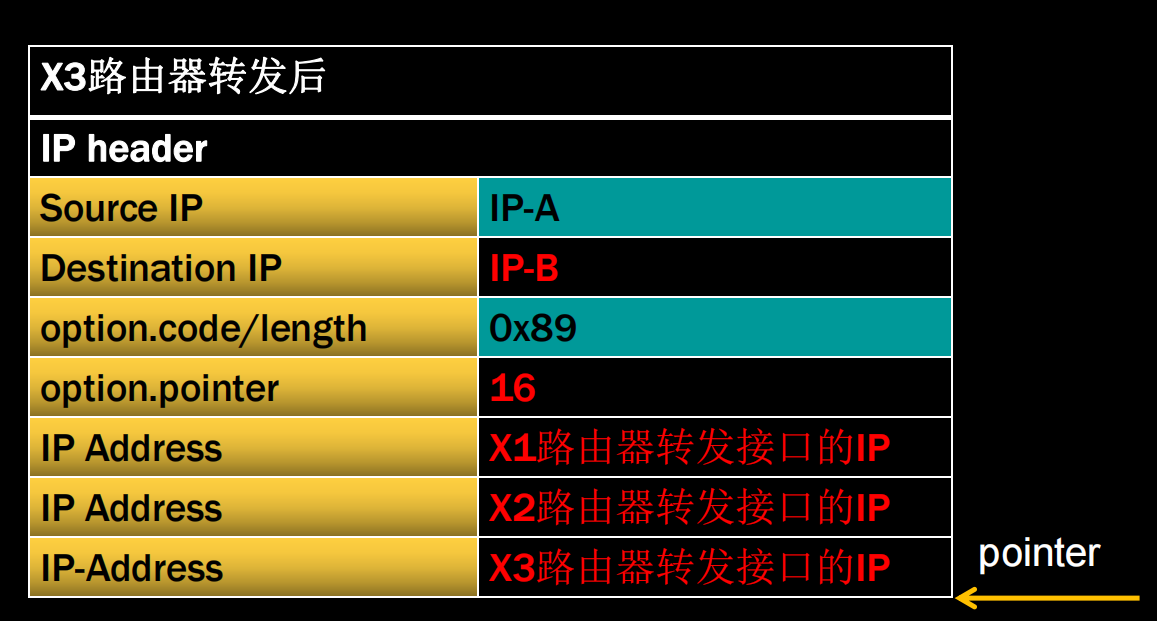 X3路由器转发后
IP header
Source IP IP-A
Destination IP IP-B
option.code/length 0x89
option.pointer 16
IP Address X1路由器转发接口的IP
IP Address X2路由器转发接口的IP
IP-Address X3路由器转发接口的IP
pointer